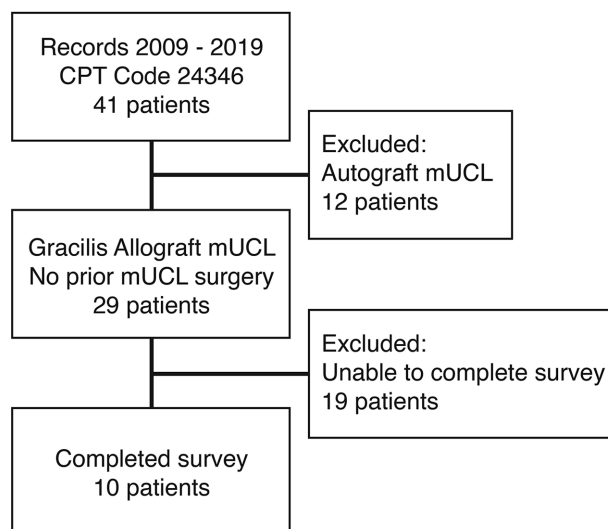 Records 2009 - 2019
CPT Code 24346
41 patients
Excluded:
Autograft mUCL
12 patients
Gracilis Allograft mUCL
No prior mUCL surgery
29 patients
Excluded:
Unable to complete survey
19 patients
Completed survey
10 patients